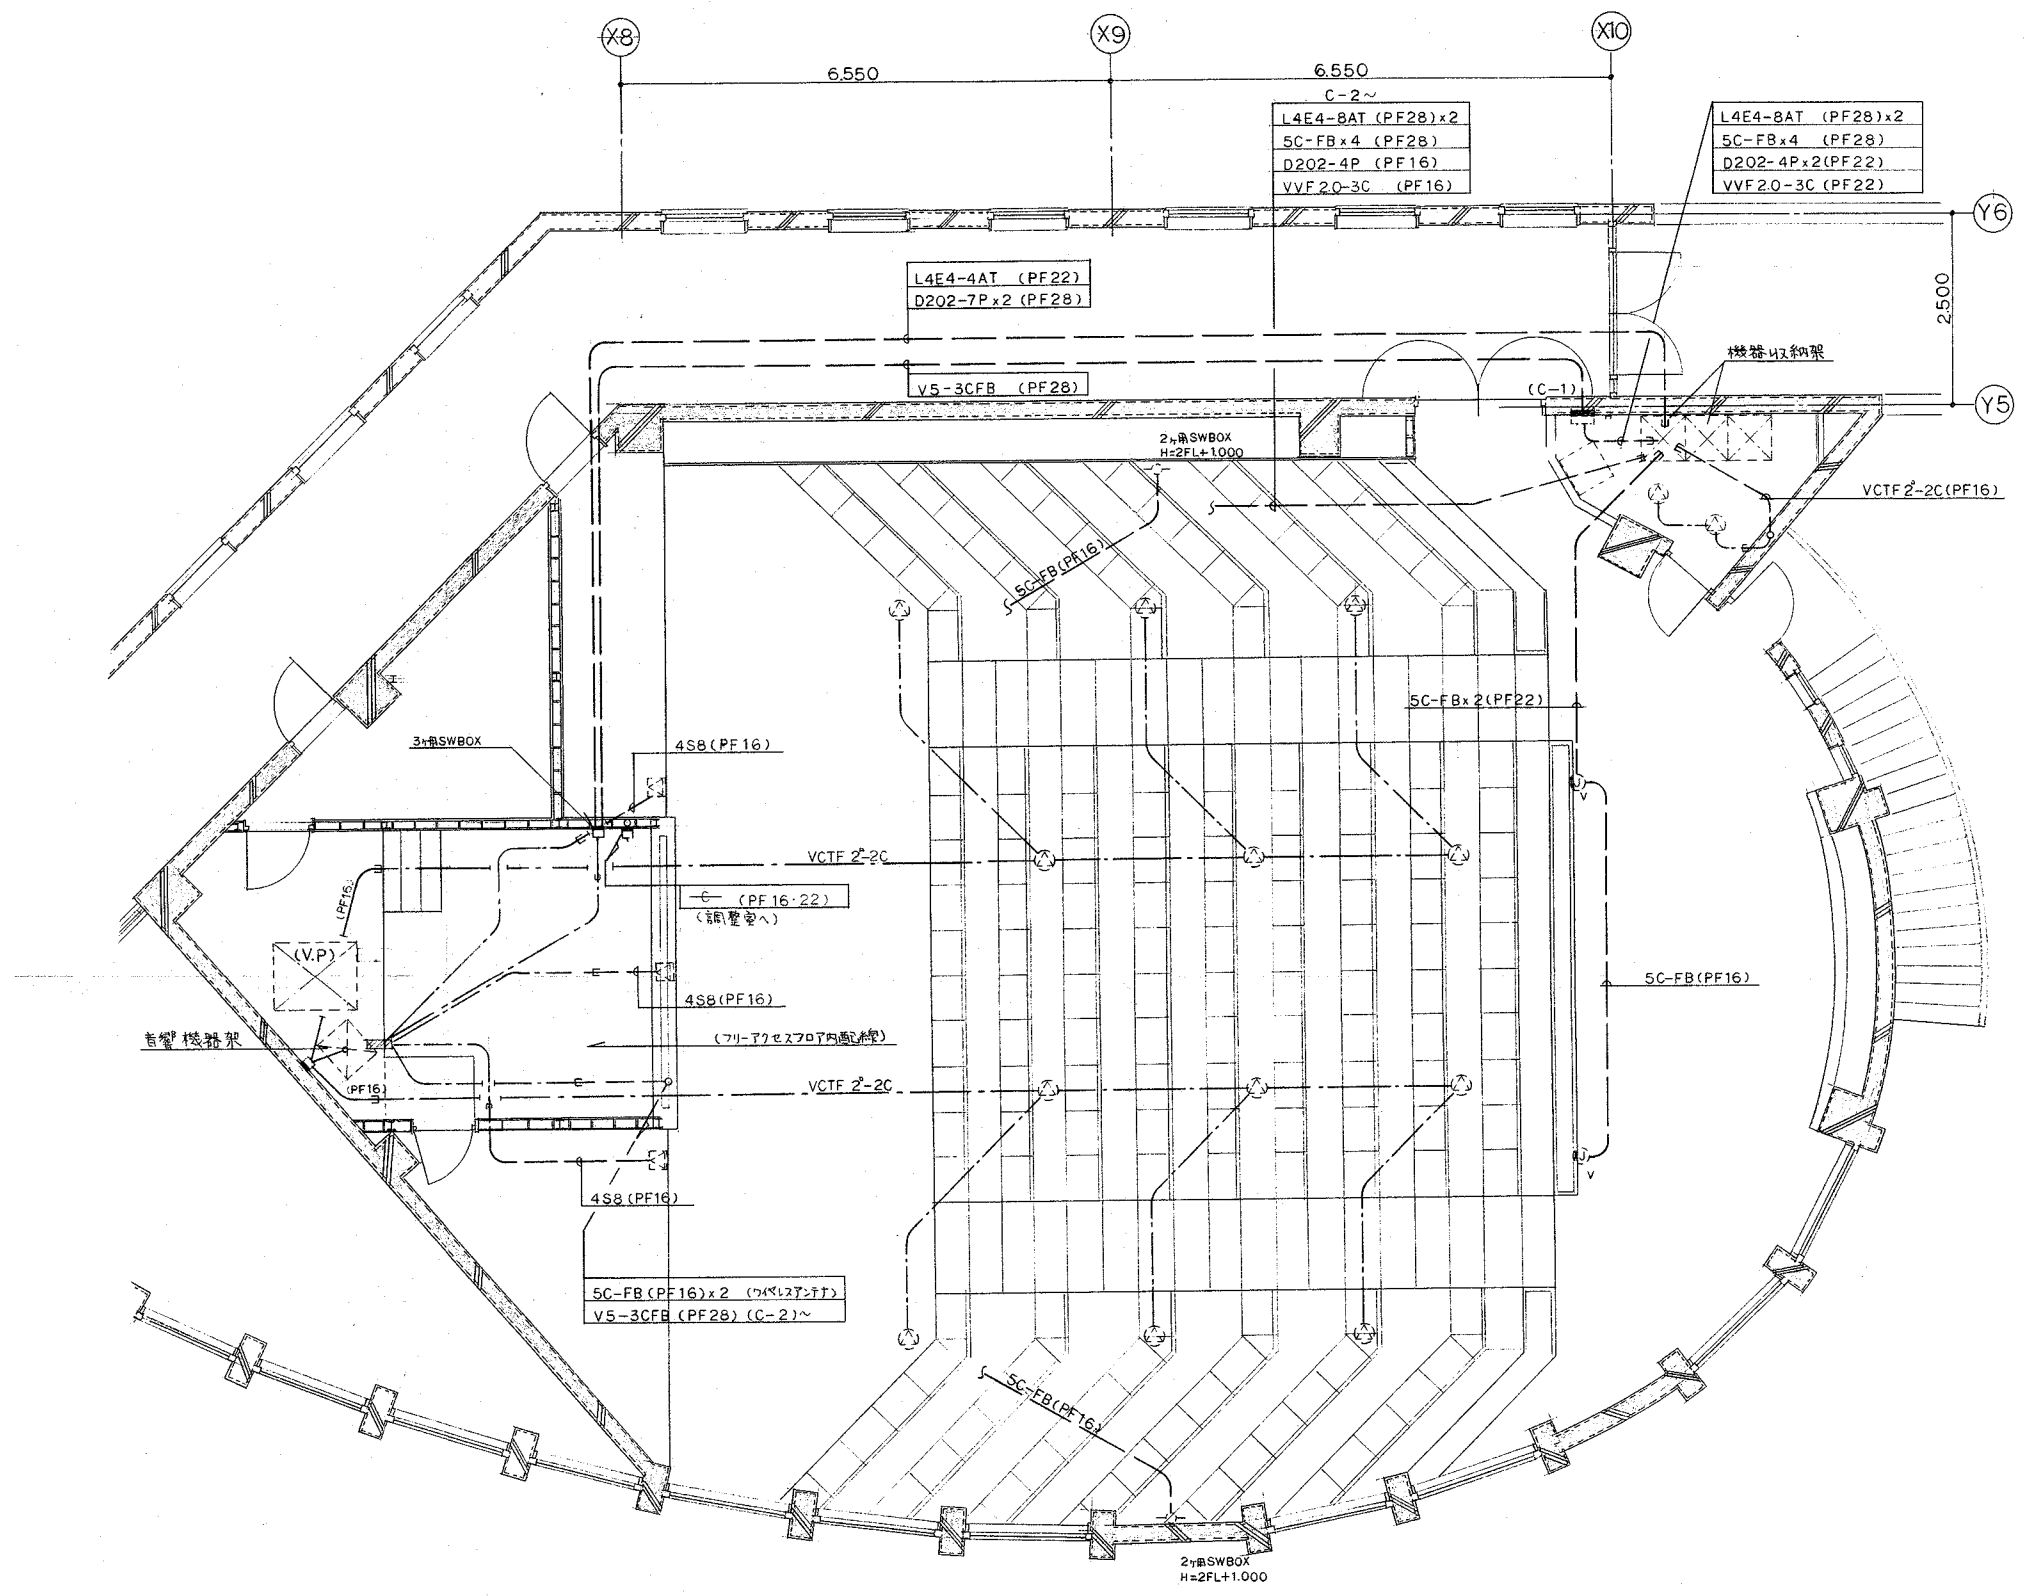 X8
X9
X10
6.550
6.550
C-2～
L4E4-8AT (PF28)x2
5C-FBx4 (PF28)
D202-4P (PF16)
VVF2.0-3C (PF16)
L4E4-8AT (PF28)x2
5C-FBx4 (PF28)
D202-4Px2(PF22)
VVF2.0-3C (PF22)
Y6
2.500
Y5
L4E4-4AT (PF22)
D202-7Px2 (PF28)
V5-3CFB (PF28)
(C-1)
機器収納架
2ヶ用SWBOX
H=2FL+1.000
VCTF2°-2C(PF16)
5C-FB(PF16)
5C-FBx2(PF22)
3ヶ用SWBOX
4S8(PF16)
VCTF 2°-2C
C (PF16·22)
(調整室へ)
(PF16)
(V.P)
4S8(PF16)
5C-FB(PF16)
音響機器架
(フリーアクセスフロア内配線)
(PF16)
VCTF 2°-2C
V
V
4S8(PF16)
5C-FB(PF16)x2 (ワイヤレスアンテナ)
V5-3CFB (PF28) (C-2)～
5C-FB(PF16)
2ヶ用SWBOX
H=2FL+1.000